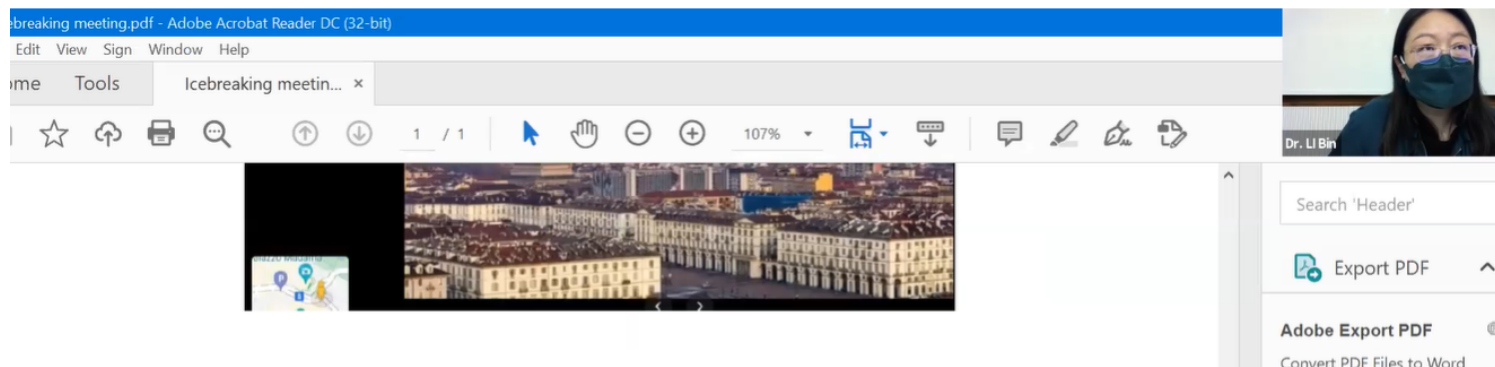 ebreaking meeting.pdf - Adobe Acrobat Reader DC (32-bit)
Edit View Sign Window Help
ome Tools Icebreaking meetin... ×
1 / 1 107%
Dr. LI Bin
Search 'Header'
Export PDF
Adobe Export PDF
Convert PDF Files to Word
P